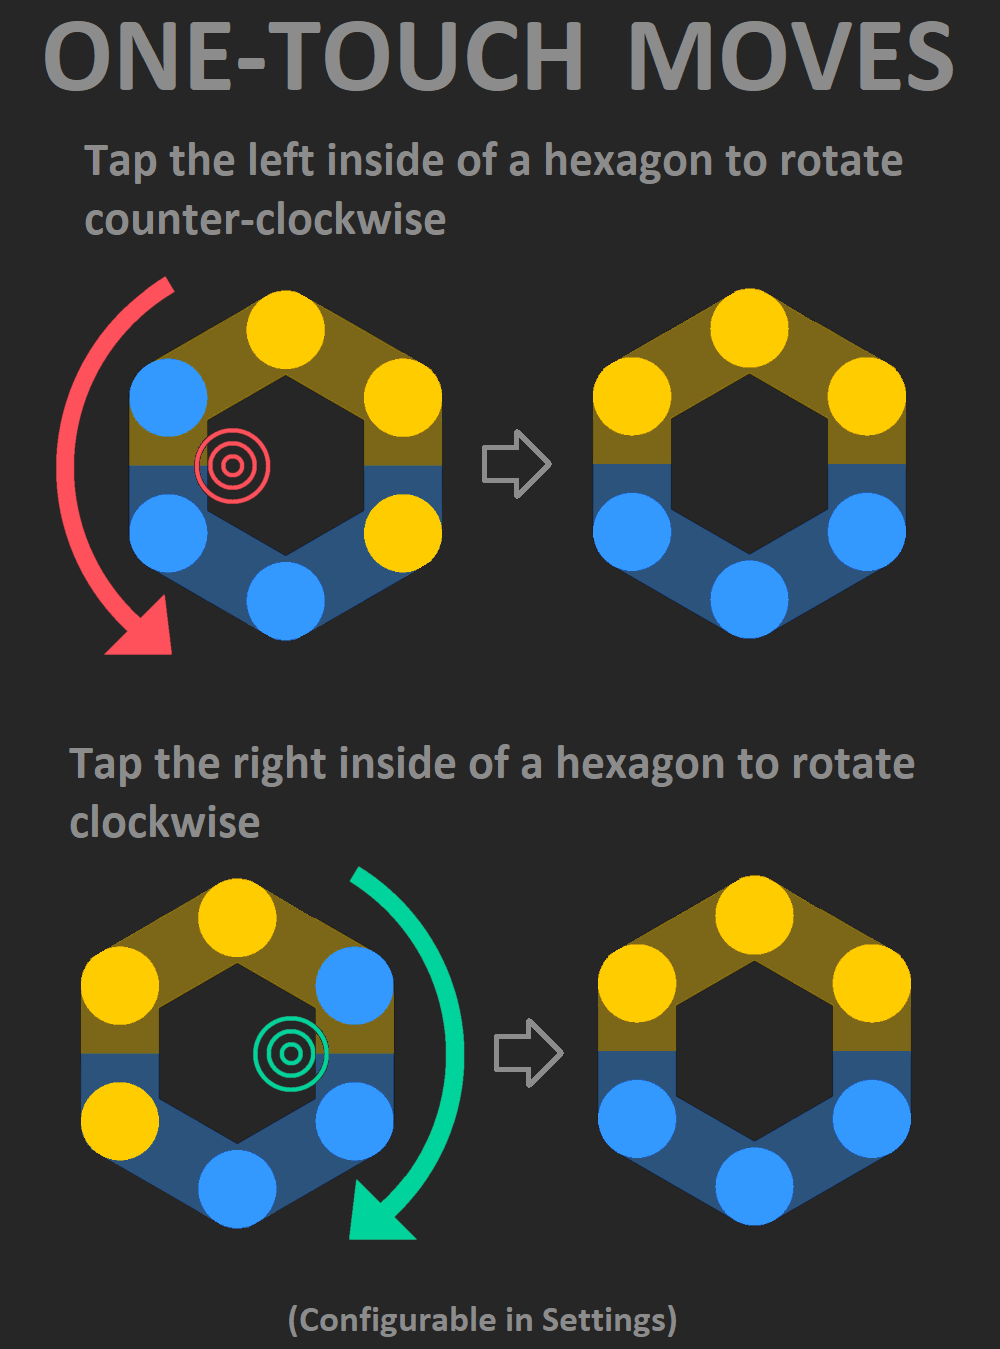 ONE-TOUCH MOVES
Tap the left inside of a hexagon to rotate
counter-clockwise
Tap the right inside of a hexagon to rotate
clockwise
(Configurable in Settings)